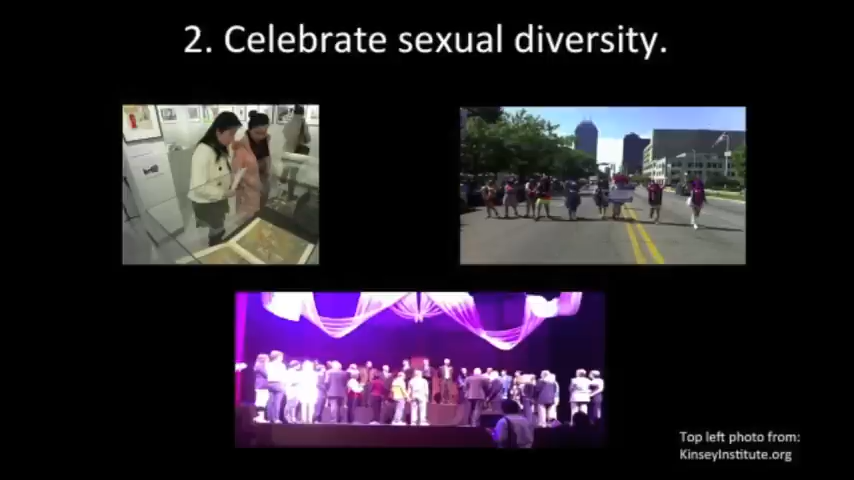 2. Celebrate sexual diversity.
Top left photo from:
KinseyInstitute.org